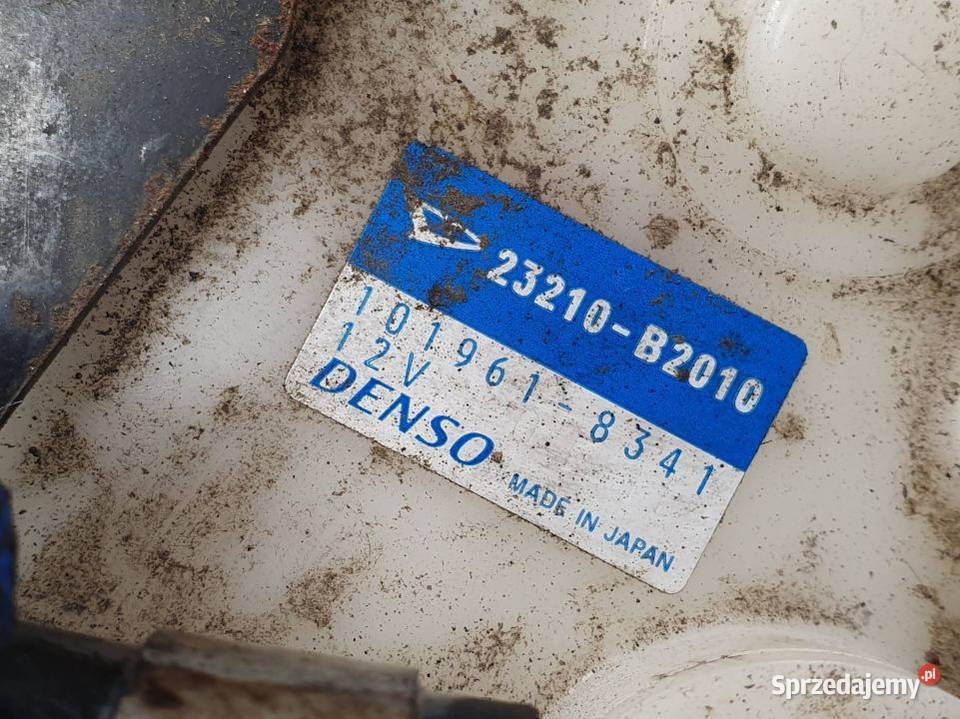 23210-B2010
101961-8341
12V
DENSO
MADE IN JAPAN
Sprzedajemy.pl